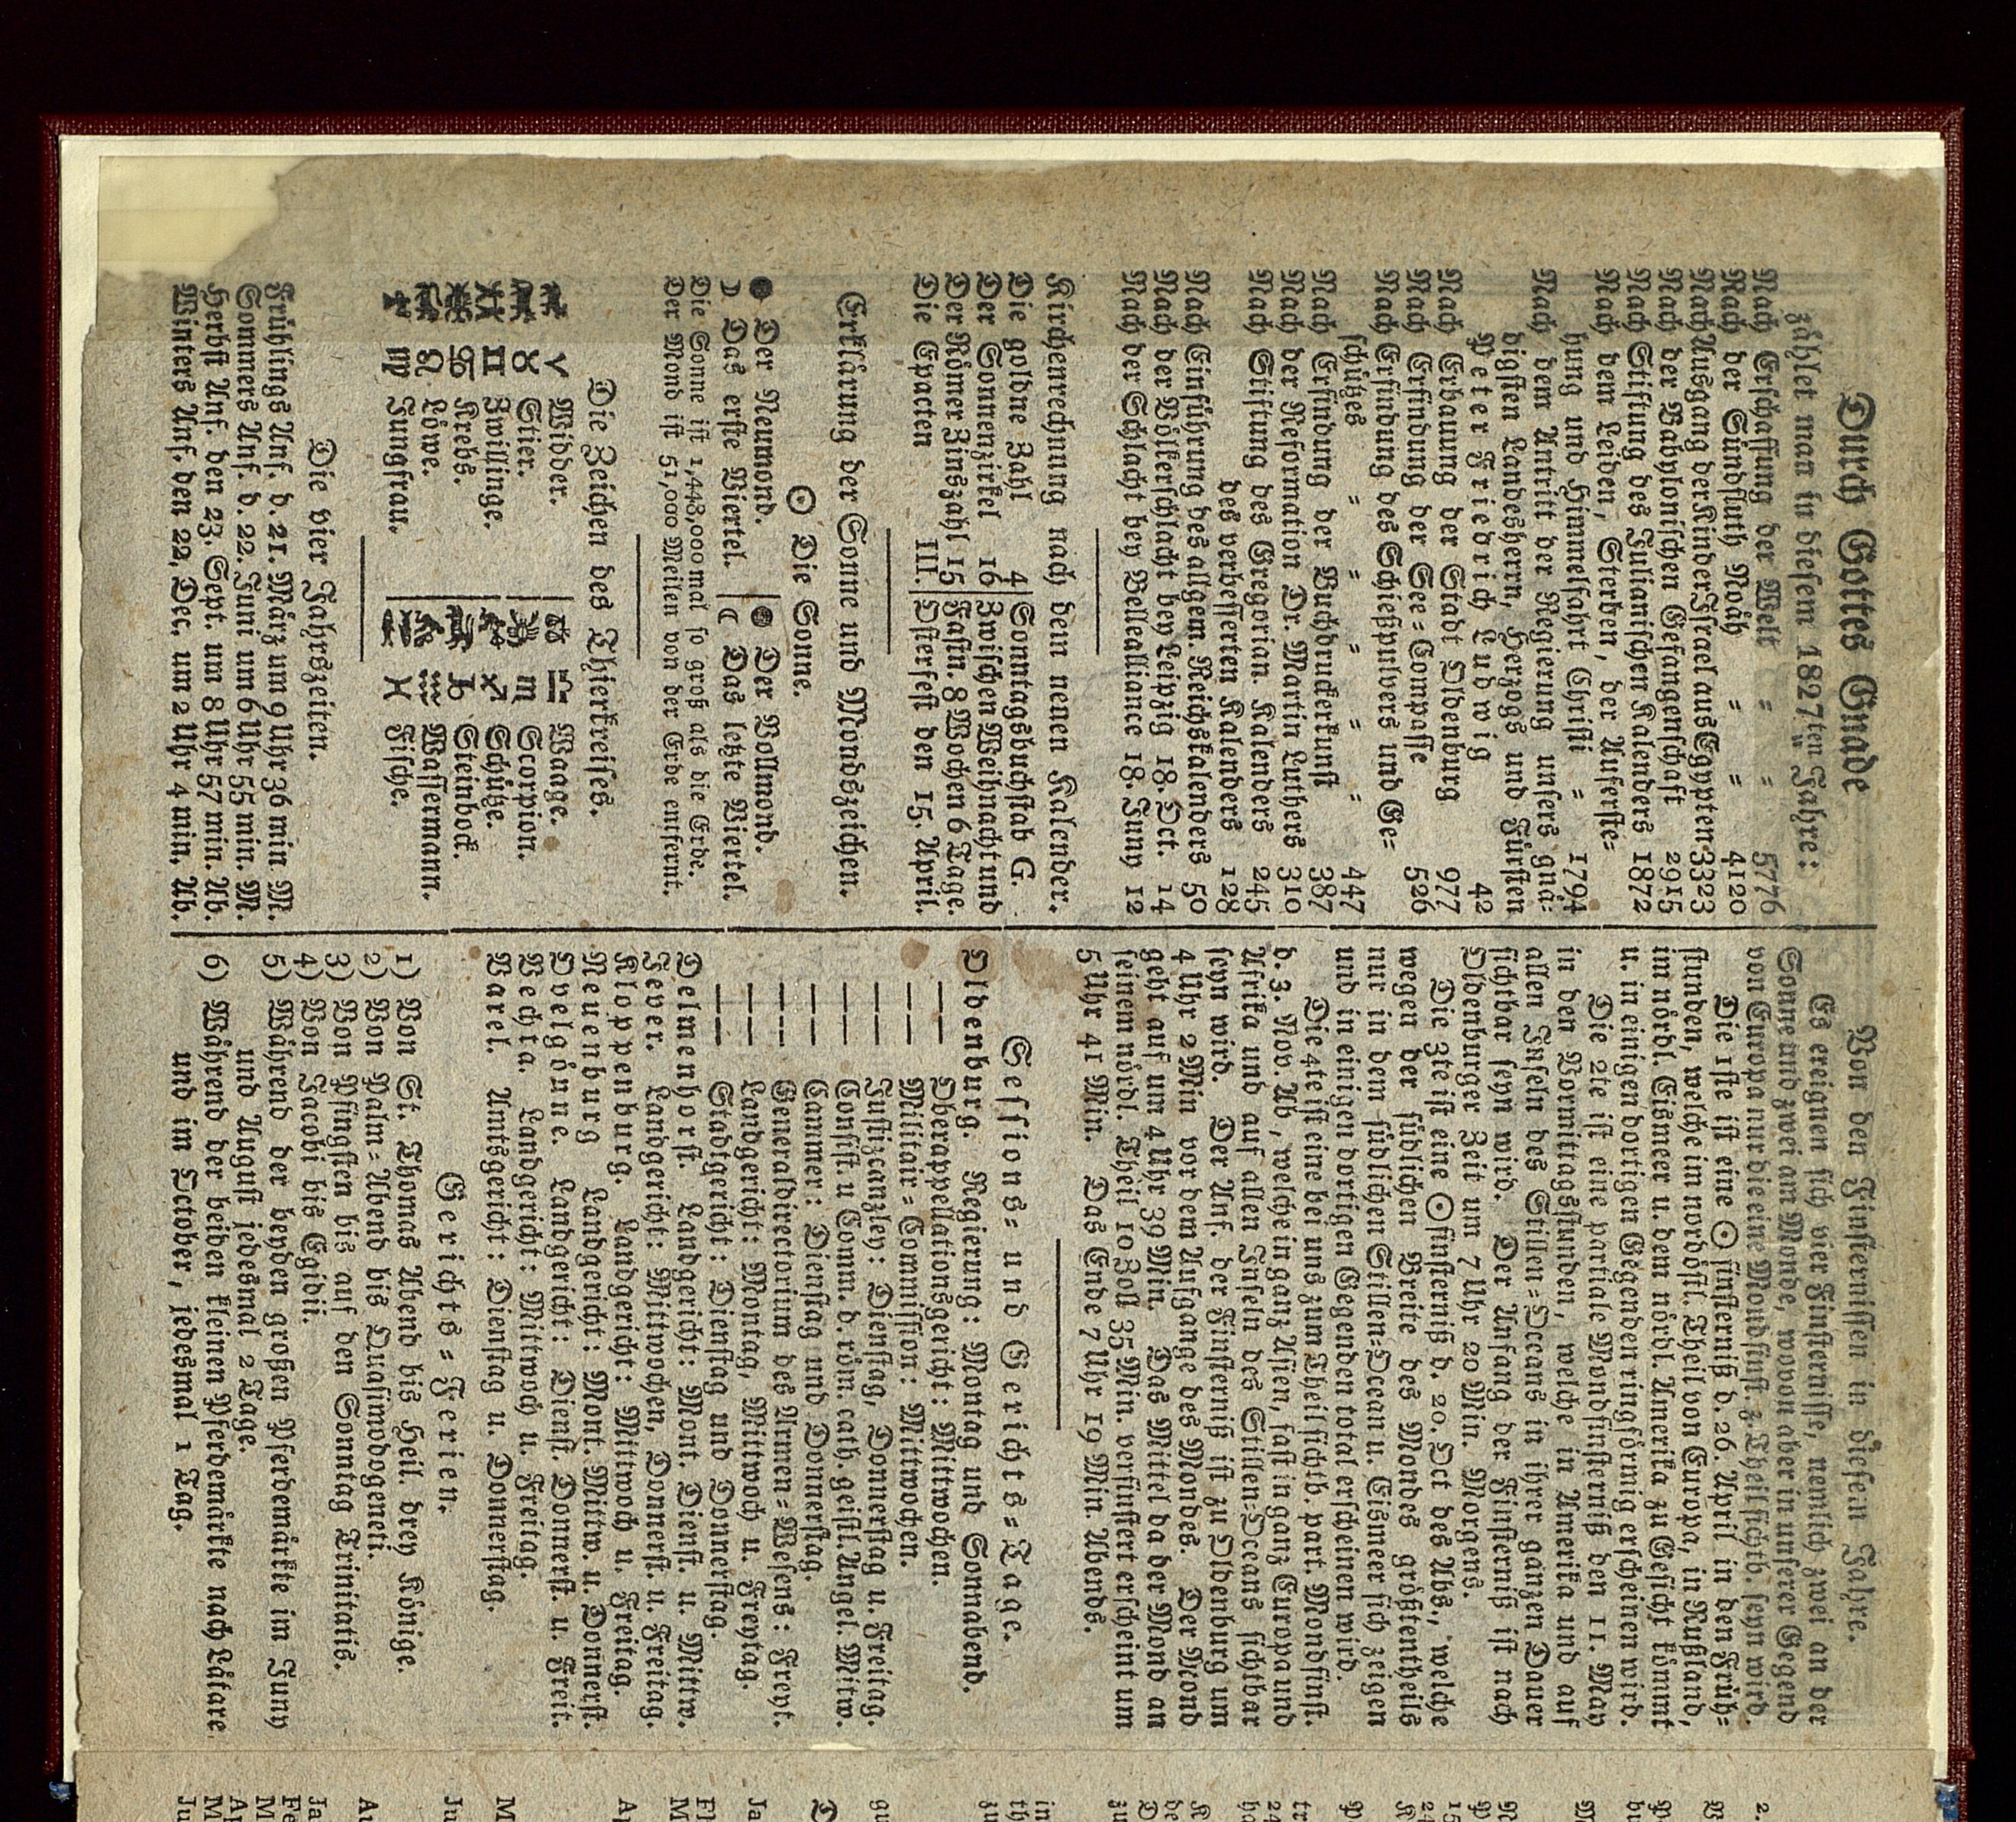 Durch Gottes Gnade
zählet man in diesem 1827ten Jahre:
Nach Erschaffung der Welt = = = 5776
Nach der Sündfluth Noäh = = 4120
Nach Ausgang der Kinder Israel aus Egypten 3323
Nach der Babylonischen Gefangenschaft 2915
Nach Stiftung des Julianischen Kalenders 1872
Nach dem Leiden, Sterben, der Auferste=
hung und Himmelfahrt Christi = 1794
Nach dem Antritt der Regierung unsers gnä=
digsten Landesherrn, Herzogs und Fürsten
Peter Friedrich Ludwig 42
Nach Erbauung der Stadt Oldenburg 977
Nach Erfindung der See=Compasse 526
Nach Erfindung des Schießpulvers und Ge=
schützes = = = = = 447
Nach Erfindung der Buchdruckerkunst 387
Nach der Reformation Dr. Martin Luthers 310
Nach Stiftung des Gregorian. Kalenders 245
des verbesserten Kalenders 128
Nach Einführung des allgem. Reichskalenders 50
Nach der Völkerschlacht bey Leipzig 18. Oct. 14
Nach der Schlacht bey Bellealliance 18. Juny 12
Kirchenrechnung nach dem neuen Kalender.
Die goldne Zahl 4 | Sonntagsbuchstab G.
Der Sonnenzirkel 16 | Zwischen Weihnacht und
Der Römer Zinszahl 15 | Fastn. 8 Wochen 6 Tage.
Die Epacten III. | Osterfest den 15. April.
Erklärung der Sonne und Mondszeichen.
☉ Die Sonne.
● Der Neumond. | ● Der Vollmond.
☽ Das erste Viertel. | ☾ Das letzte Viertel.
Die Sonne ist 1,448,000 mal so groß als die Erde.
Der Mond ist 51,000 Meilen von der Erde entfernt.
Die Zeichen des Thierkreises.
♈ Widder. ♎ Waage.
♉ Stier. ♏ Scorpion.
♊ Zwillinge. ♐ Schütze.
♋ Krebs. ♑ Steinbock.
♌ Löwe. ♒ Wassermann.
♍ Jungfrau. ♓ Fische.
Die vier Jahrszeiten.
Frühlings Anf. d. 21. März um 9 Uhr 36 min M.
Sommers Anf. d. 22. Juni um 6 Uhr 55 min. M.
Herbst Anf. den 23. Sept. um 8 Uhr 57 min. Ab.
Winters Anf. den 22. Dec. um 2 Uhr 4 min. Ab.
Von den Finsternissen in diesem Jahre.
Es ereignen sich vier Finsternisse, nemlich zwei an der
Sonne und zwei am Monde, wovon aber in unserer Gegend
von Europa nur die eine Mondfinst. z. Theil sichtb. seyn wird.
Die 1ste ist eine ☉finsterniß d. 26. April in den Früh=
stunden, welche im nordöstl. Theil von Europa, in Rußland,
im nördl. Eismeer u. dem nördl. Amerika zu Gesicht kömmt
u. in einigen dortigen Gegenden ringförmig erscheinen wird.
Die 2te ist eine partiale Mondfinsterniß den 11. May
in den Vormittagsstunden, welche in Amerika und auf
allen Inseln des Stillen=Oceans in ihrer ganzen Dauer
sichtbar seyn wird. Der Anfang der Finsterniß ist nach
Oldenburger Zeit um 7 Uhr 20 Min. Morgens.
Die 3te ist eine ☉finsterniß d. 20. Oct des Abs., welche
wegen der südlichen Breite des Mondes größtentheils
nur in dem südlichen Stillen=Ocean u. Eismeer sich zeigen
und in einigen dortigen Gegenden total erscheinen wird.
Die 4te ist eine bei uns zum Theil sichtb. part. Mondfinst.
d. 3. Nov. Ab, welche in ganz Asien, fast in ganz Europa und
Afrika und auf allen Inseln des Stillen=Oceans sichtbar
seyn wird. Der Anf. der Finsterniß ist zu Oldenburg um
4 Uhr 2 Min vor dem Aufgange des Mondes. Der Mond
geht auf um 4 Uhr 39 Min. Das Mittel da der Mond an
seinem nördl. Theil 10 Zoll 35 Min. verfinstert erscheint um
5 Uhr 41 Min. Das Ende 7 Uhr 19 Min. Abends.
Sessions= und Gerichts=Tage.
Oldenburg. Regierung: Montag und Sonnabend.
—— Oberappellationsgericht: Mittwochen.
—— Militair=Commission: Mittwochen.
—— Justizcanzley: Dienstag, Donnerstag u. Freitag.
—— Consist u Comm. d. röm. cath. geistl. Angel. Mittw.
—— Cammer: Dienstag und Donnerstag.
—— Generaldirectorium des Armen=Wesens: Freyt.
—— Landgericht: Montag, Mittwoch u. Freytag.
—— Stadtgericht: Dienstag und Donnerstag.
Delmenhorst. Landgericht: Mont. Dienst. u. Mittw.
Jever. Landgericht: Mittwochen, Donnerst. u. Freitag.
Kloppenburg. Landgericht: Mittwoch u. Freitag.
Neuenburg Landgericht: Mont. Mittw. u. Donnerst.
Ovelgönne. Landgericht: Dienst. Donnerst. u. Freit.
Vechta. Landgericht: Mittwoch u. Freitag.
Varel. Amtsgericht: Dienstag u. Donnerstag.
Gerichts=Ferien.
1) Von St. Thomas Abend bis Heil. drey Könige.
2) Von Palm=Abend bis Quasimodogeneti.
3) Von Pfingsten bis auf den Sonntag Trinitatis.
4) Von Jacobi bis Egidii.
5) Während der beyden großen Pferdemärkte im Juny
und August jedesmal 2 Tage.
6) Während der beiden kleinen Pferdemärkte nach Lätare
und im October, jedesmal 1 Tag.